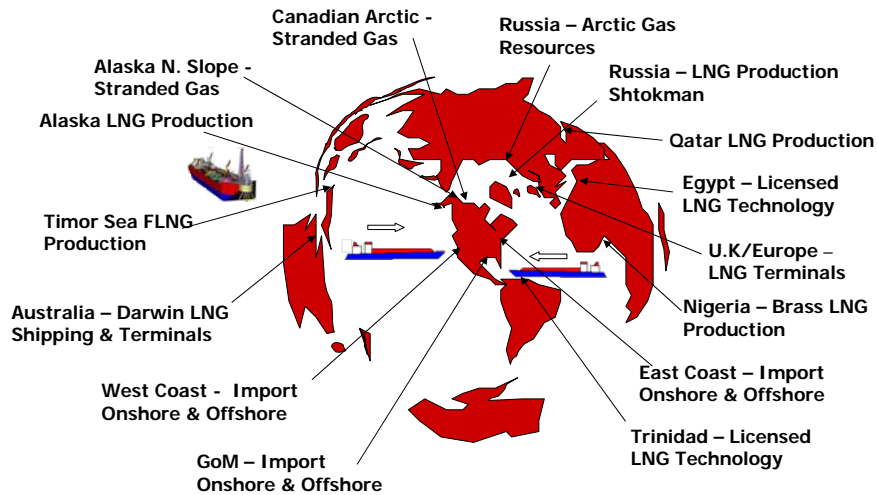 Canadian Arctic -
Stranded Gas
Russia – Arctic Gas
Resources
Alaska N. Slope -
Stranded Gas
Russia – LNG Production
Shtokman
Alaska LNG Production
Qatar LNG Production
Egypt – Licensed
LNG Technology
Timor Sea FLNG
Production
U.K/Europe –
LNG Terminals
Australia – Darwin LNG
Shipping & Terminals
Nigeria – Brass LNG
Production
West Coast - Import
Onshore & Offshore
East Coast – Import
Onshore & Offshore
GoM – Import
Onshore & Offshore
Trinidad – Licensed
LNG Technology